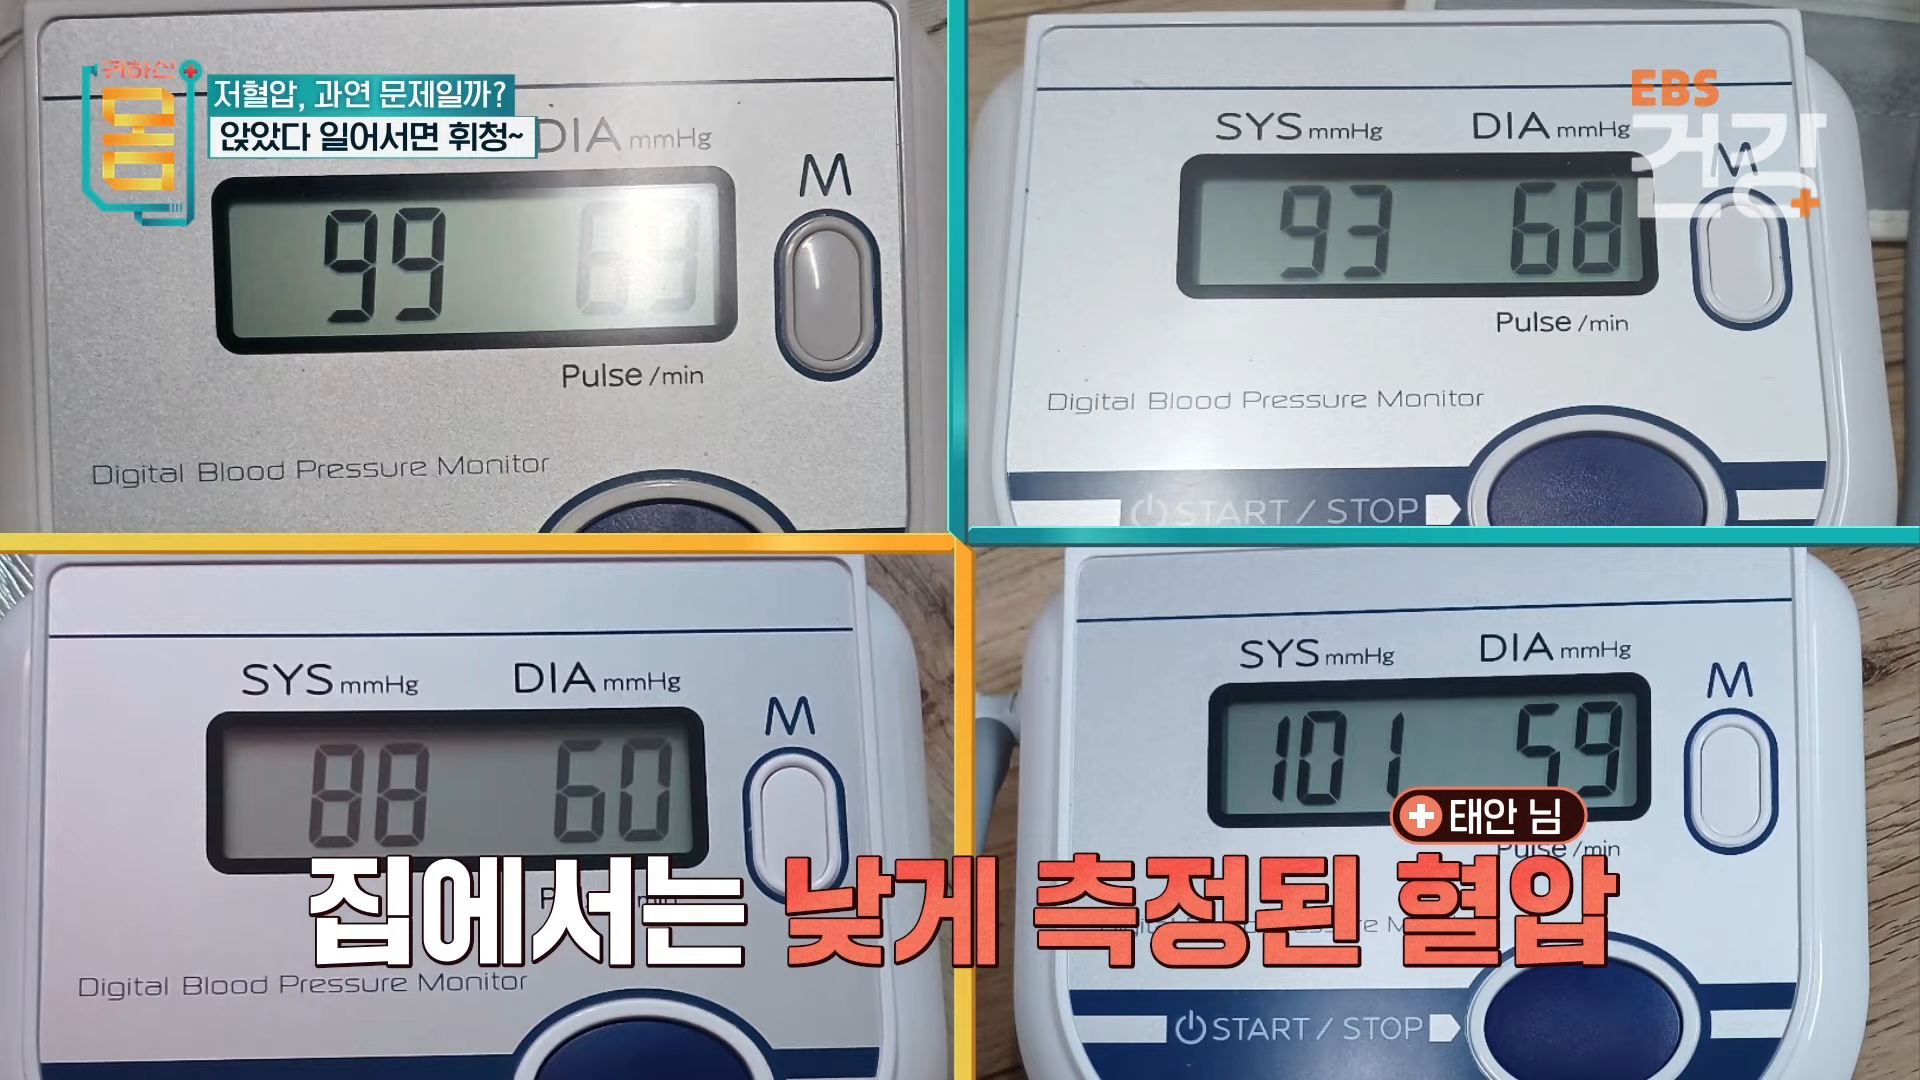 귀하신
몸
저혈압, 과연 문제일까?
앉았다 일어서면 휘청~
EBS
건강
DIA mmHg
99 63
M
Pulse /min
Digital Blood Pressure Monitor
SYS mmHg DIA mmHg
M
93 68
Pulse /min
Digital Blood Pressure Monitor
START / STOP
SYS mmHg DIA mmHg
M
88 60
Digital Blood Pressure Monitor
SYS mmHg DIA mmHg
M
101 59
태안 님
Pulse /min
START / STOP
집에서는 낮게 측정된 혈압